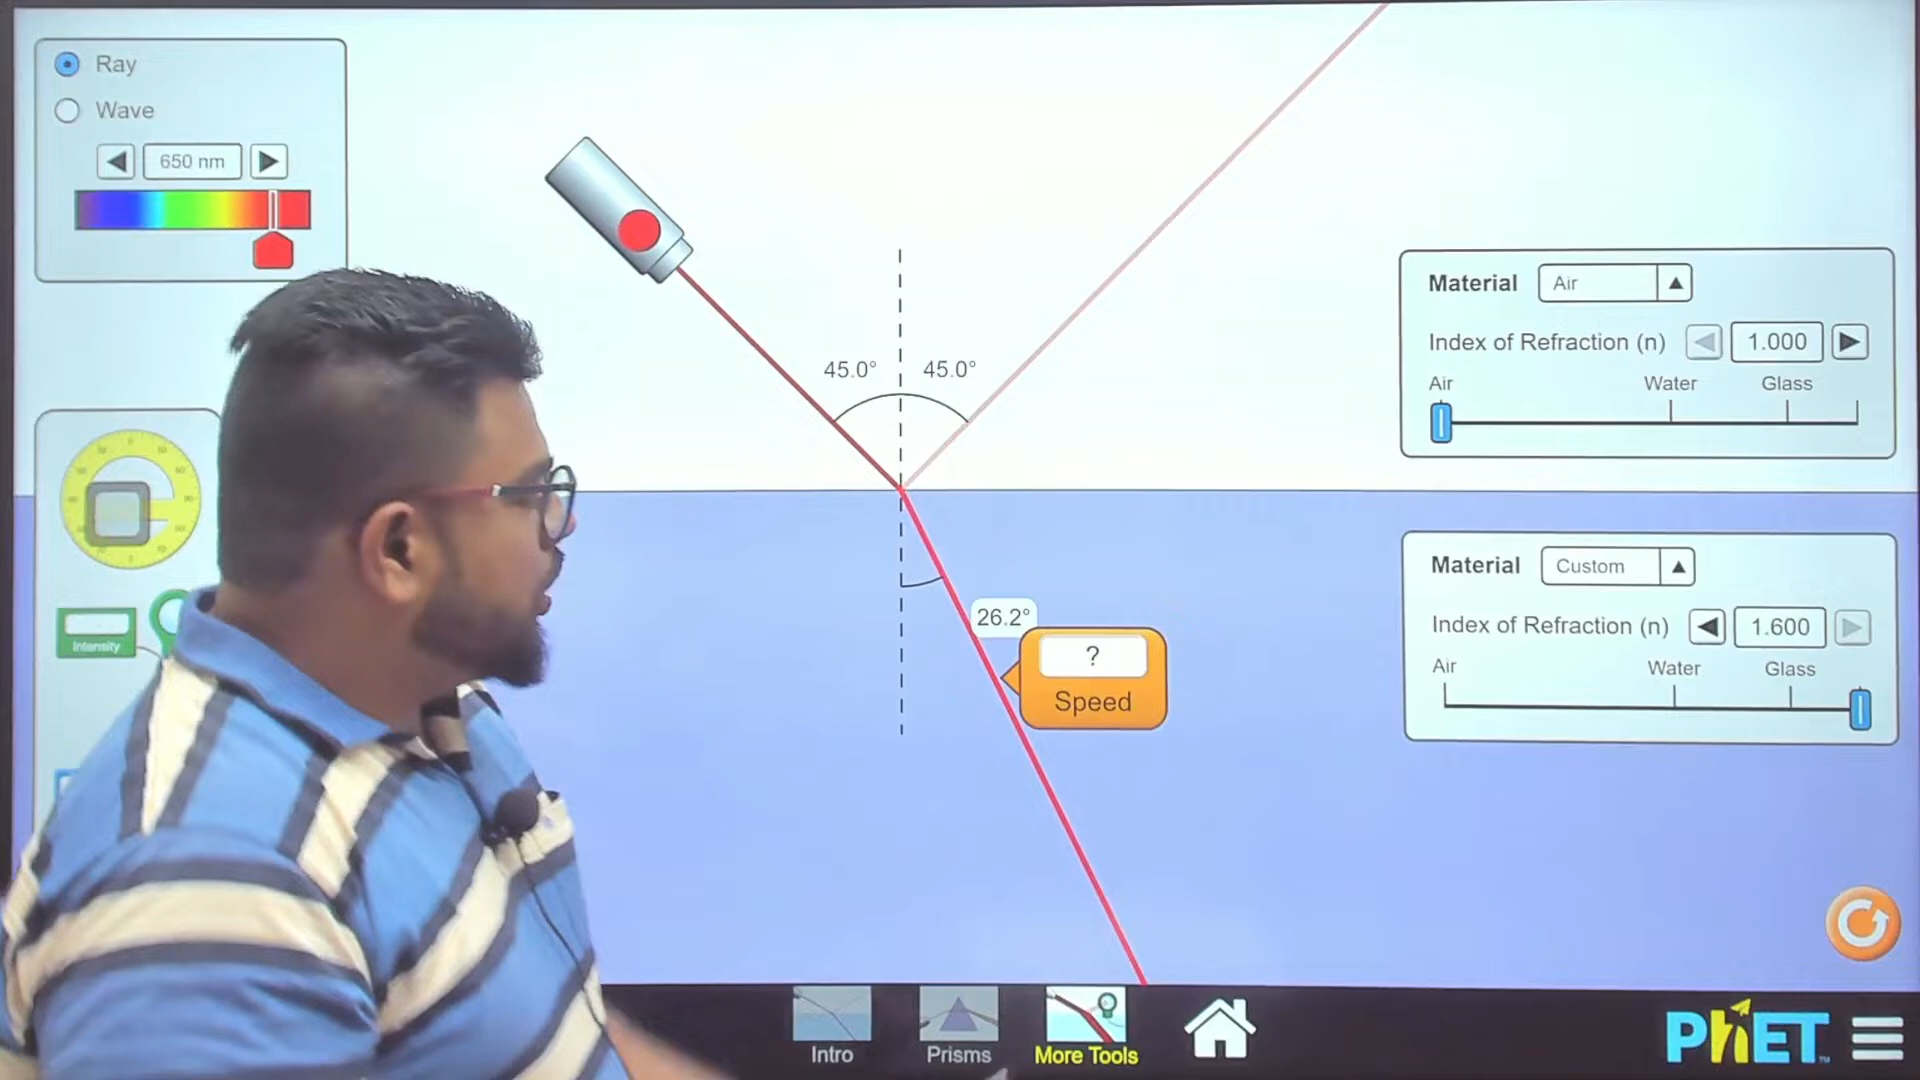 Ray
Wave
650 nm
45.0° 45.0°
Material Air
Index of Refraction (n) 1.000
Air Water Glass
Intensity
26.2°
?
Speed
Material Custom
Index of Refraction (n) 1.600
Air Water Glass
Intro
Prisms
More Tools
PhET